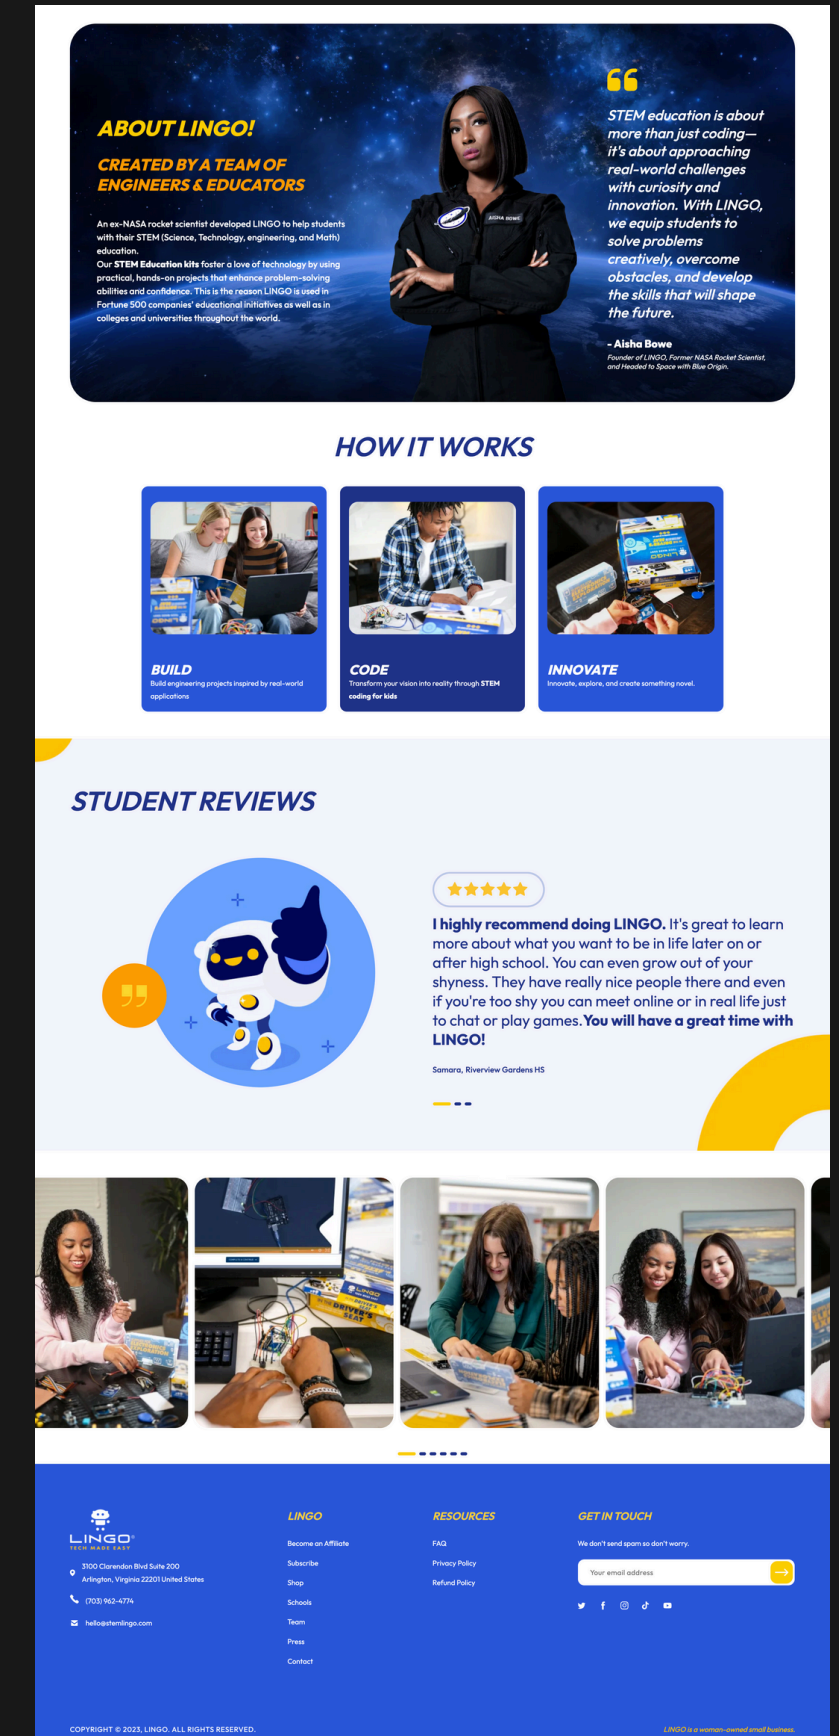 ABOUT LINGO!
CREATED BY A TEAM OF
ENGINEERS & EDUCATORS
An ex-NASA rocket scientist developed LINGO to help students
with their STEM (Science, Technology, engineering, and Math)
education.
Our STEM Education kits foster a love of technology by using
practical, hands-on projects that enhance problem-solving
abilities and confidence. This is the reason LINGO is used in
Fortune 500 companies' educational initiatives as well as in
colleges and universities throughout the world.
AISHA BOWE
STEM education is about
more than just coding—
it's about approaching
real-world challenges
with curiosity and
innovation. With LINGO,
we equip students to
solve problems
creatively, overcome
obstacles, and develop
the skills that will shape
the future.
- Aisha Bowe
Founder of LINGO, Former NASA Rocket Scientist,
and Headed to Space with Blue Origin.
HOW IT WORKS
BUILD
Build engineering projects inspired by real-world
applications
CODE
Transform your vision into reality through STEM
coding for kids
INNOVATE
Innovate, explore, and create something novel.
STUDENT REVIEWS
I highly recommend doing LINGO. It's great to learn
more about what you want to be in life later on or
after high school. You can even grow out of your
shyness. They have really nice people there and even
if you're too shy you can meet online or in real life just
to chat or play games.You will have a great time with
LINGO!
Samara, Riverview Gardens HS
LINGO
DRIVER'S
SEAT
LINGO
TECH MADE EASY
3100 Clarendon Blvd Suite 200
Arlington, Virginia 22201 United States
(703) 962-4774
hello@stemlingo.com
LINGO
Become an Affiliate
Subscribe
Shop
Schools
Team
Press
Contact
RESOURCES
FAQ
Privacy Policy
Refund Policy
GET IN TOUCH
We don't send spam so don't worry.
Your email address
COPYRIGHT © 2023, LINGO. ALL RIGHTS RESERVED.
LINGO is a woman-owned small business.